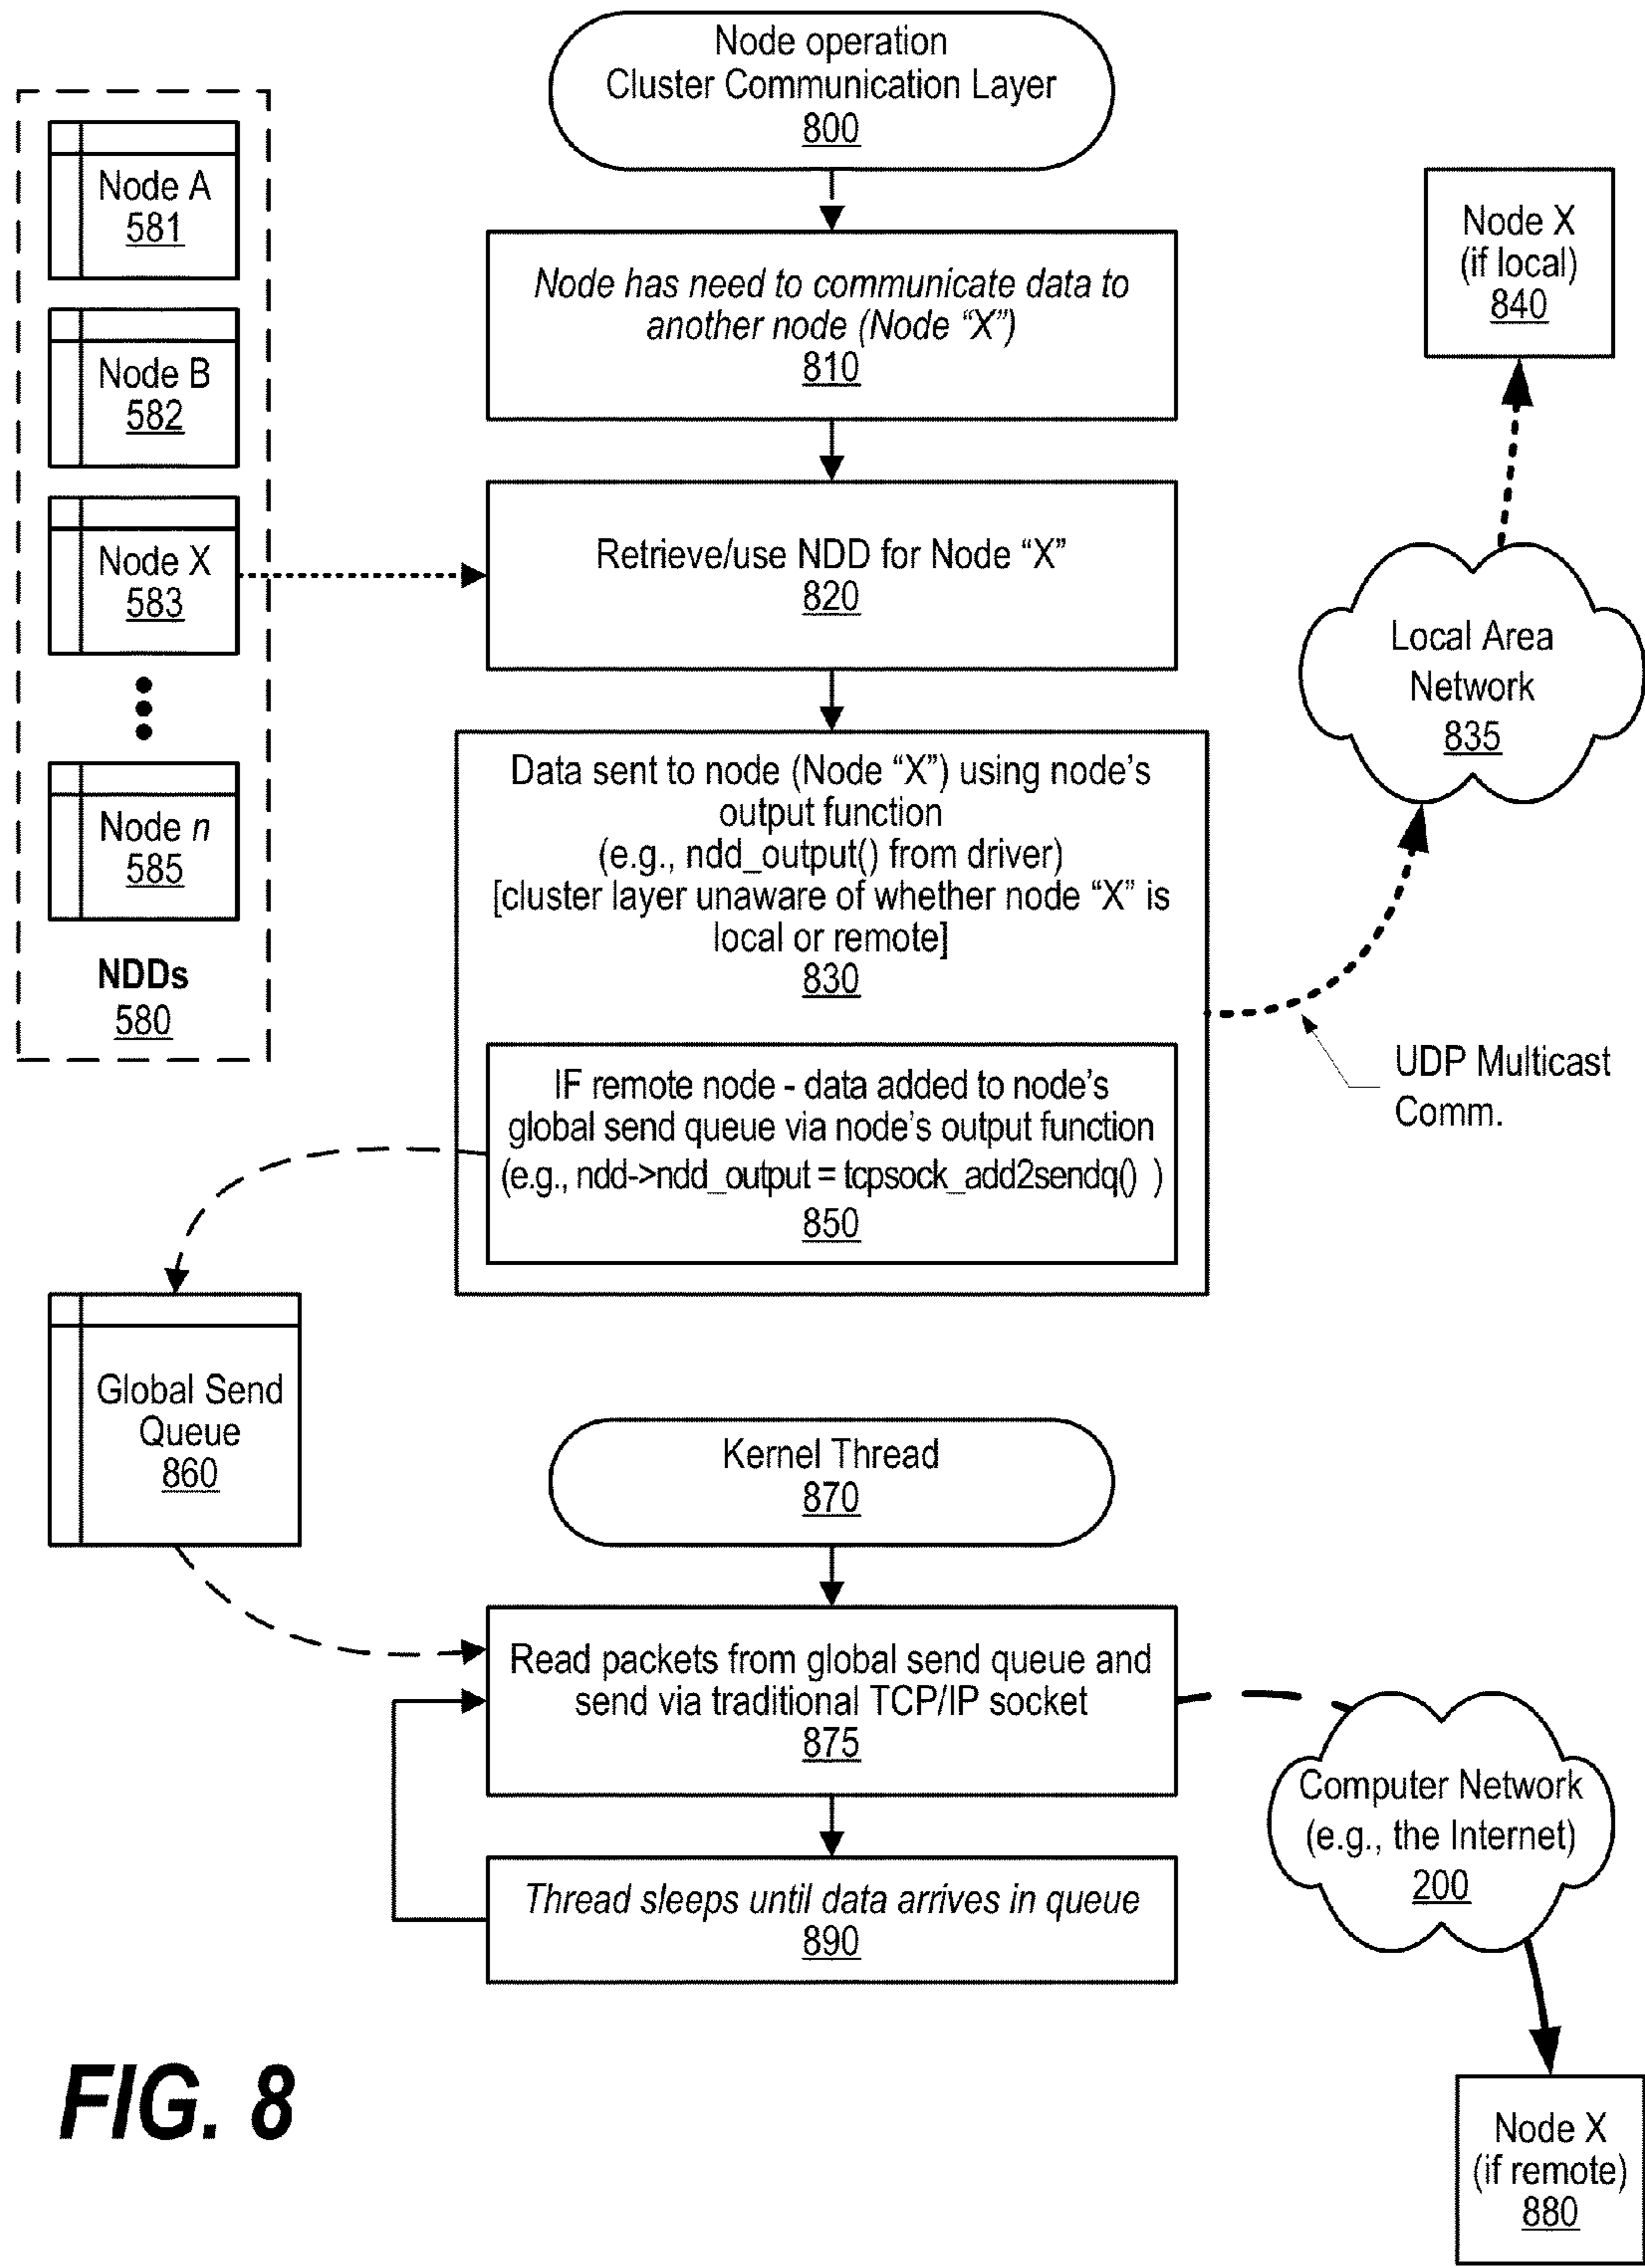 Node operation
Cluster Communication Layer
800
Node A
581
Node B
582
Node X
583
Node n
585
NDDs
580
Node has need to communicate data to
another node (Node “X”)
810
Retrieve/use NDD for Node “X”
820
Data sent to node (Node “X”) using node’s
output function
(e.g., ndd_output() from driver)
[cluster layer unaware of whether node “X” is
local or remote]
830
IF remote node - data added to node’s
global send queue via node’s output function
(e.g., ndd->ndd_output = tcpsock_add2sendq() )
850
Node X
(if local)
840
Local Area
Network
835
UDP Multicast
Comm.
Global Send
Queue
860
Kernel Thread
870
Read packets from global send queue and
send via traditional TCP/IP socket
875
Thread sleeps until data arrives in queue
890
Computer Network
(e.g., the Internet)
200
Node X
(if remote)
880
FIG. 8